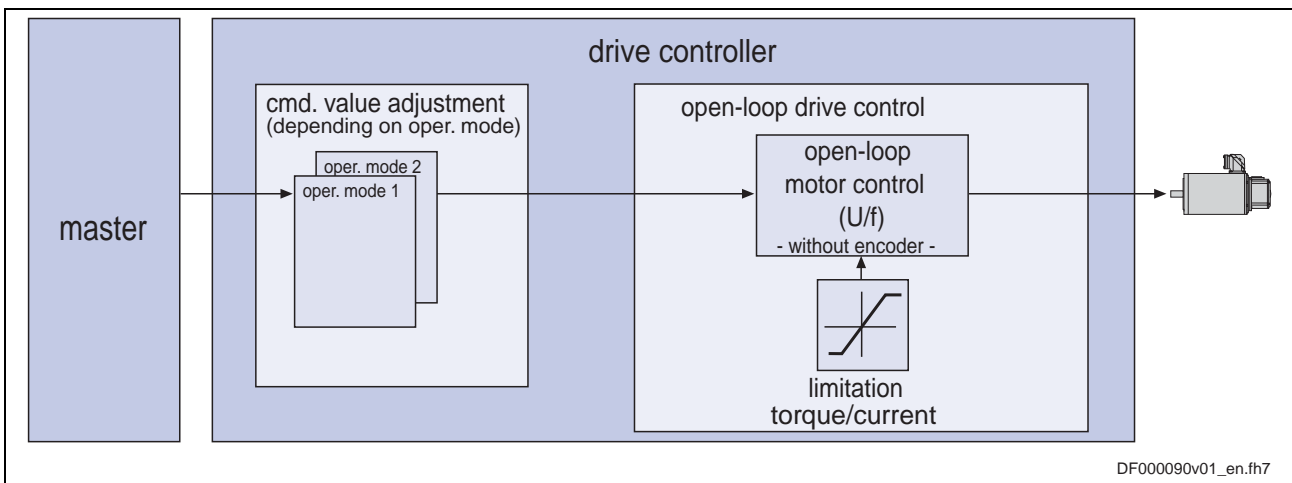 drive controller
master
cmd. value adjustment
(depending on oper. mode)
oper. mode 2
oper. mode 1
open-loop drive control
open-loop
motor control
(U/f)
- without encoder -
limitation
torque/current
DF000090v01_en.fh7